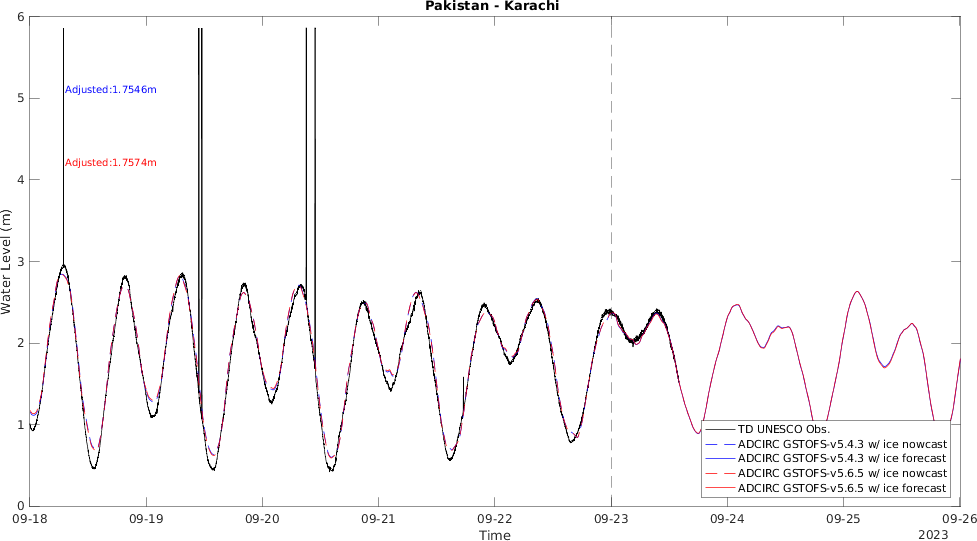 Pakistan - Karachi
6
5
4
3
2
1
0
Water Level (m)
Adjusted:1.7546m
Adjusted:1.7574m
TD UNESCO Obs.
ADCIRC GSTOFS-v5.4.3 w/ ice nowcast
ADCIRC GSTOFS-v5.4.3 w/ ice forecast
ADCIRC GSTOFS-v5.6.5 w/ ice nowcast
ADCIRC GSTOFS-v5.6.5 w/ ice forecast
09-18 09-19 09-20 09-21 09-22 09-23 09-24 09-25 09-26
Time
2023